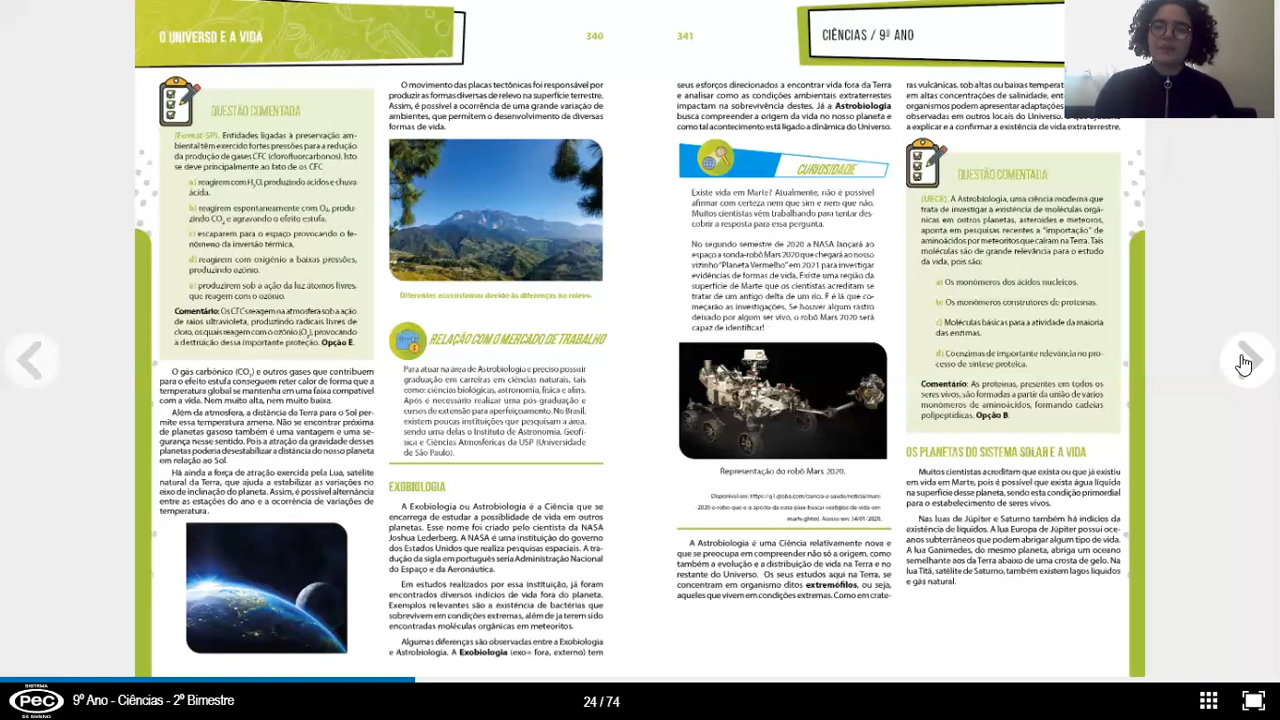 O UNIVERSO E A VIDA
340
QUESTÃO COMENTADA
(Fuvest-SP). Entidades ligadas à preservação am-
biental têm exercido fortes pressões para a redução
da produção de gases CFC (clorofluorcarbonos). Isto
se deve principalmente ao fato de os CFC
a) reagirem com H₂O, produzindo ácidos e chuva
ácida.
b) reagirem espontaneamente com O₂, produ-
zindo CO₂ e agravando o efeito estufa.
c) escaparem para o espaço provocando o fe-
nômeno da inversão térmica.
d) reagirem com oxigênio a baixas pressões,
produzindo ozônio.
e) produzirem sob a ação da luz átomos livres,
que reagem com o ozônio.
Comentário: Os CFC reagem na atmosfera sob a ação
de raios ultravioleta, produzindo radicais livres de
cloro, os quais reagem com o ozônio (O₃), provocando
a destruição dessa importante proteção. Opção E.
O gás carbônico (CO₂) e outros gases que contribuem
para o efeito estufa conseguem reter calor de forma que a
temperatura global se mantenha em uma faixa compatível
com a vida. Nem muito alta, nem muito baixa.
Além da atmosfera, a distância da Terra para o Sol per-
mite essa temperatura amena. Não se encontrar próxima
de planetas gasoso também é uma vantagem e uma se-
gurança nesse sentido. Pois a atração da gravidade desses
planetas poderia desestabilizar a distância do nosso planeta
em relação ao Sol.
Há ainda a força de atração exercida pela Lua, satélite
natural da Terra, que ajuda a estabilizar as variações no
eixo de inclinação do planeta. Assim, é possível alternância
entre as estações do ano e a ocorrência de variações de
temperatura.
O movimento das placas tectônicas foi responsável por
produzir as formas diversas de relevo na superfície terrestre.
Assim, é possível a ocorrência de uma grande variação de
ambientes, que permitem o desenvolvimento de diversas
formas de vida.
Diferentes ecossistemas devido às diferenças no relevo.
RELAÇÃO COM O MERCADO DE TRABALHO
Para atuar na área de Astrobiologia é preciso possuir
graduação em carreiras em ciências naturais, tais
como: ciências biológicas, astronomia, física e afins.
Após é necessário realizar uma pós-graduação e
cursos de extensão para aperfeiçoamento. No Brasil,
existem poucas instituições que pesquisam a área,
sendo uma delas o Instituto de Astronomia, Geofí-
sica e Ciências Atmosféricas da USP (Universidade
de São Paulo).
EXOBIOLOGIA
A Exobiologia ou Astrobiologia é a Ciência que se
encarrega de estudar a possibilidade de vida em outros
planetas. Esse nome foi criado pelo cientista da NASA
Joshua Lederberg. A NASA é uma instituição do governo
dos Estados Unidos que realiza pesquisas espaciais. A tra-
dução da sigla em português seria Administração Nacional
do Espaço e da Aeronáutica.
Em estudos realizados por essa instituição, já foram
encontrados diversos indícios de vida fora do planeta.
Exemplos relevantes são a existência de bactérias que
sobrevivem em condições extremas, além de ja terem sido
encontradas moléculas orgânicas em meteoritos.
Algumas diferenças são observadas entre a Exobiologia
e Astrobiologia. A Exobiologia (exo= fora, externo) tem
341
CIÊNCIAS / 9º ANO
seus esforços direcionados a encontrar vida fora da Terra
e analisar como as condições ambientais extraterrestres
impactam na sobrevivência destes. Já a Astrobiologia
busca compreender a origem da vida no nosso planeta e
como tal acontecimento está ligado a dinâmica do Universo.
CURIOSIDADE
Existe vida em Marte? Atualmente, não é possível
afirmar com certeza nem que sim e nem que não.
Muitos cientistas vêm trabalhando para tentar des-
cobrir a resposta para essa pergunta.
No segundo semestre de 2020 a NASA lançará ao
espaço a sonda-robô Mars 2020 que chegará ao nosso
vizinho "Planeta Vermelho" em 2021 para investigar
evidências de formas de vida. Existe uma região da
superfície de Marte que os cientistas acreditam se
tratar de um antigo delta de um rio. E é lá que co-
meçarão as investigações. Se houver algum rastro
deixado por algum ser vivo, o robô Mars 2020 será
capaz de identificar!
Representação do robô Mars 2020.
A Astrobiologia é uma Ciência relativamente nova e
que se preocupa em compreender não só a origem, como
também a evolução e a distribuição de vida na Terra e no
restante do Universo. Os seus estudos aqui na Terra, se
concentram em organismo ditos extremófilos, ou seja,
aqueles que vivem em condições extremas. Como em crate-
ras vulcânicas, sob altas ou baixas temperat
em altas concentrações de salinidade, ent
organismos podem apresentar adaptações
observadas em outros locais do Universo.
a explicar e a confirmar a existência de vida extraterrestre.
QUESTÃO COMENTADA
(UECE). A Astrobiologia, uma ciência moderna que
trata de investigar a existência de moléculas orgâ-
nicas em outros planetas, asteroides e meteoros,
aponta em pesquisas recentes a "importação" de
aminoácidos por meteoritos que caíram na Terra. Tais
moléculas são de grande relevância para o estudo
da vida, pois são:
a) Os monômeros dos ácidos nucleicos.
b) Os monômeros construtores de proteínas.
c) Moléculas básicas para a atividade da maioria
das enzimas.
d) Coenzimas de importante relevância no pro-
cesso de síntese proteica.
Comentário: As proteínas, presentes em todos os
seres vivos, são formadas a partir da união de vários
monômeros de aminoácidos, formando cadeias
polipeptídicas. Opção B.
OS PLANETAS DO SISTEMA SOLAR E A VIDA
Muitos cientistas acreditam que exista ou que já existiu
em vida em Marte, pois é possível que exista água líquida
na superfície desse planeta, sendo esta condição primordial
para o estabelecimento de seres vivos.
Nas luas de Júpiter e Saturno também há indícios da
existência de líquidos. A lua Europa de Júpiter possui oce-
anos subterrâneos que podem abrigar algum tipo de vida.
A lua Ganimedes, do mesmo planeta, abriga um oceano
semelhante aos da Terra abaixo de uma crosta de gelo. Na
lua Titã, satélite de Saturno, também existem lagos líquidos
e gás natural.
SISTEMA
PEC
DE ENSINO
9º Ano - Ciências - 2º Bimestre
24 / 74